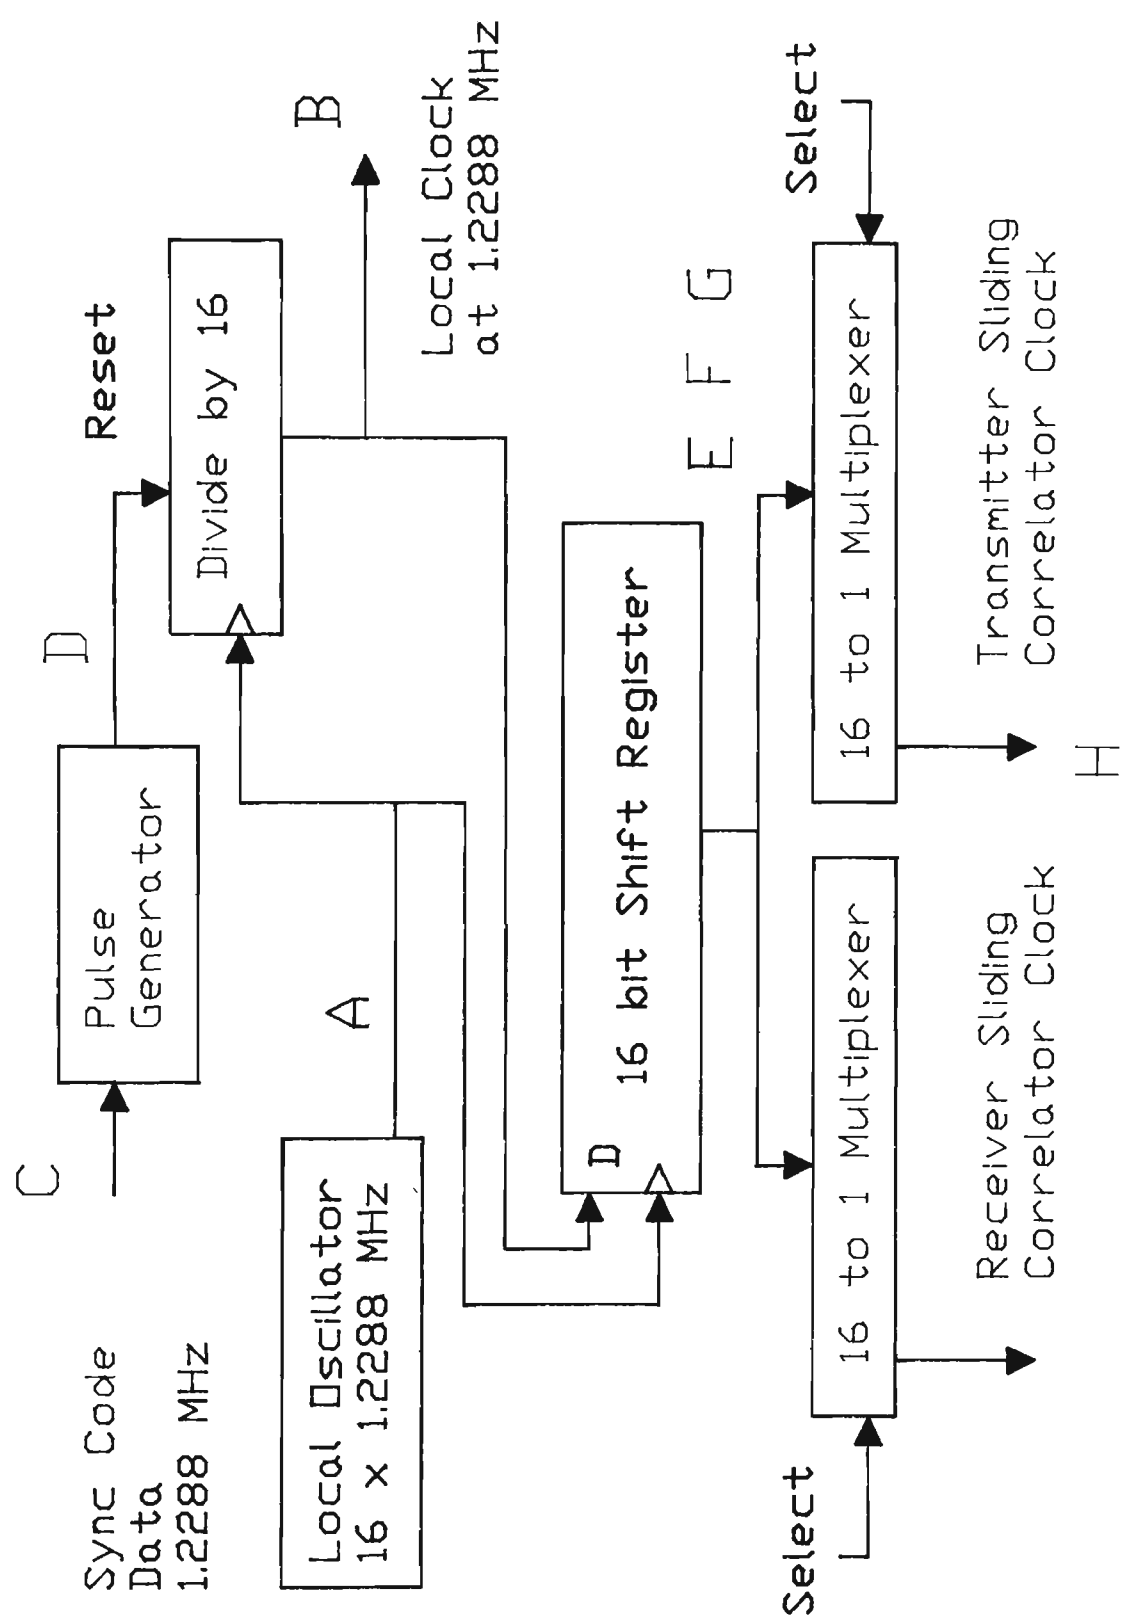 C
Sync Code
Data
1.2288 MHz
Pulse
Generator
D
Reset
Divide by 16
B
Local Clock
at 1.2288 MHz
Local Oscillator
16 x 1.2288 MHz
A
D
16 bit Shift Register
E F G
Select
16 to 1 Multiplexer
Receiver Sliding
Correlator Clock
16 to 1 Multiplexer
Select
H
Transmitter Sliding
Correlator Clock